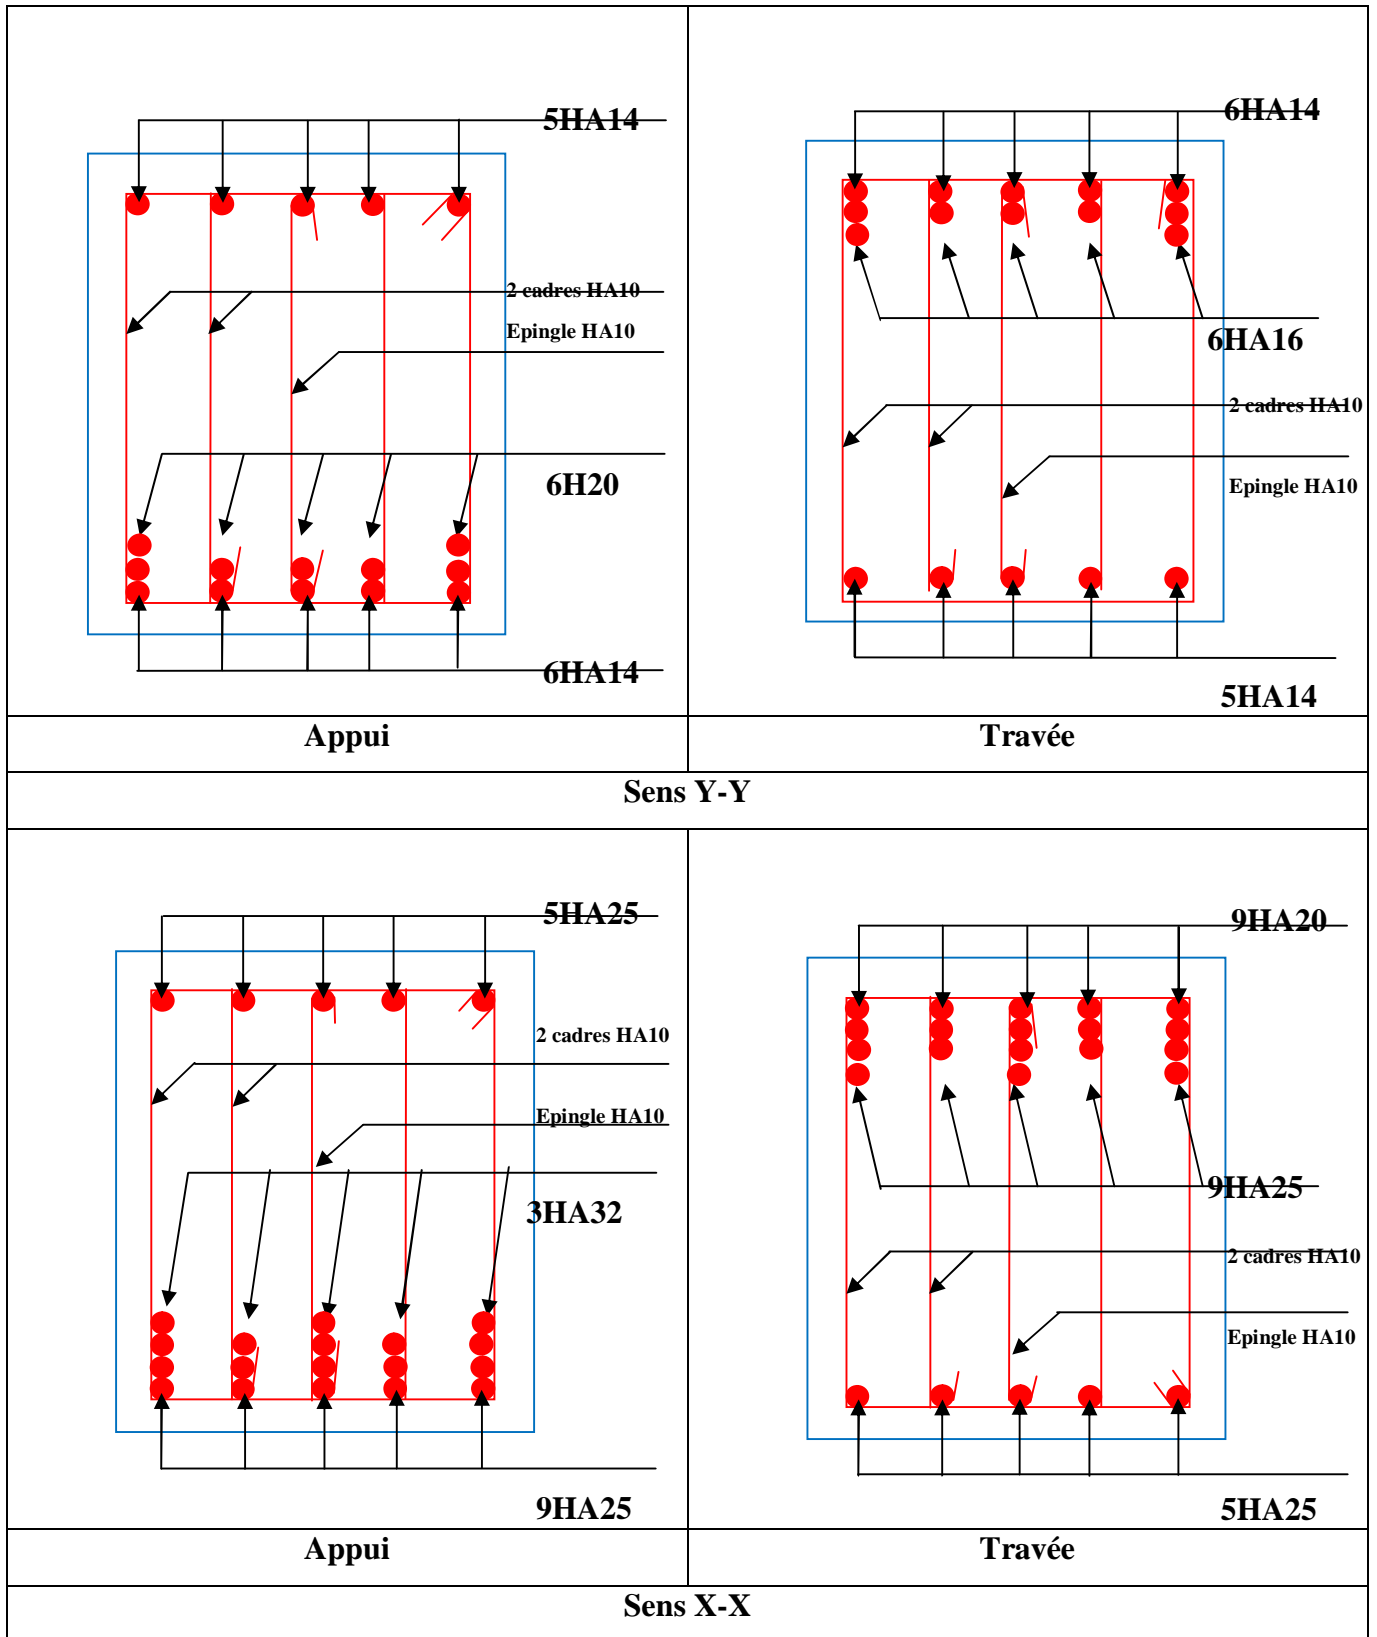 5HA14
2 cadres HA10
Epingle HA10
6H20
6HA14
6HA14
6HA16
2 cadres HA10
Epingle HA10
5HA14
Appui
Travée
Sens Y-Y
5HA25
2 cadres HA10
Epingle HA10
3HA32
9HA25
9HA20
9HA25
2 cadres HA10
Epingle HA10
5HA25
Appui
Travée
Sens X-X